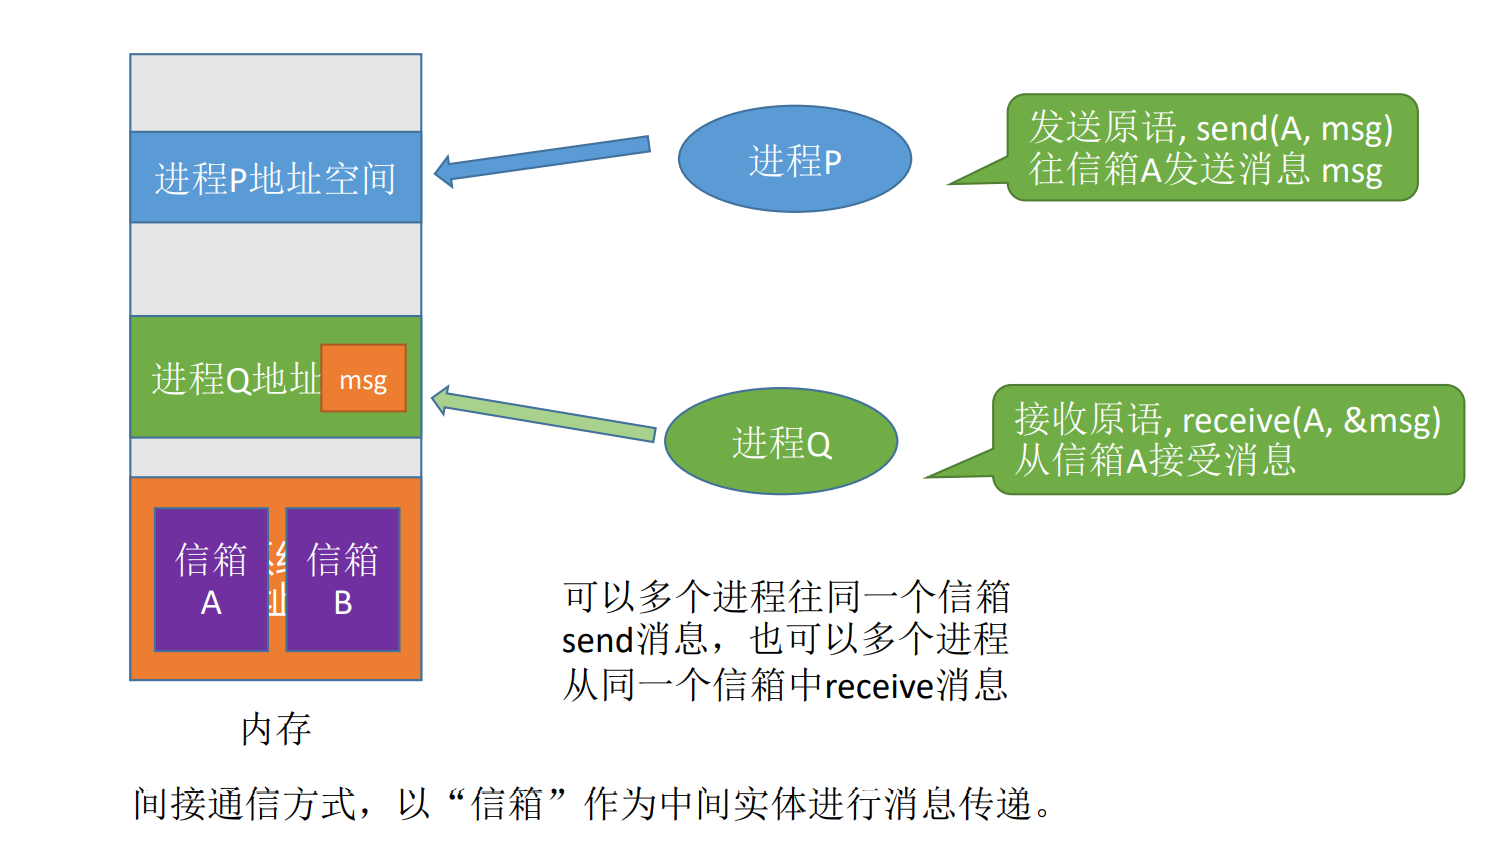 进程P地址空间
进程P
发送原语, send(A, msg)
往信箱A发送消息 msg
进程Q地址
msg
进程Q
接收原语, receive(A, &msg)
从信箱A接受消息
信箱
A
信箱
B
可以多个进程往同一个信箱
send消息，也可以多个进程
从同一个信箱中receive消息
内存
间接通信方式，以“信箱”作为中间实体进行消息传递。